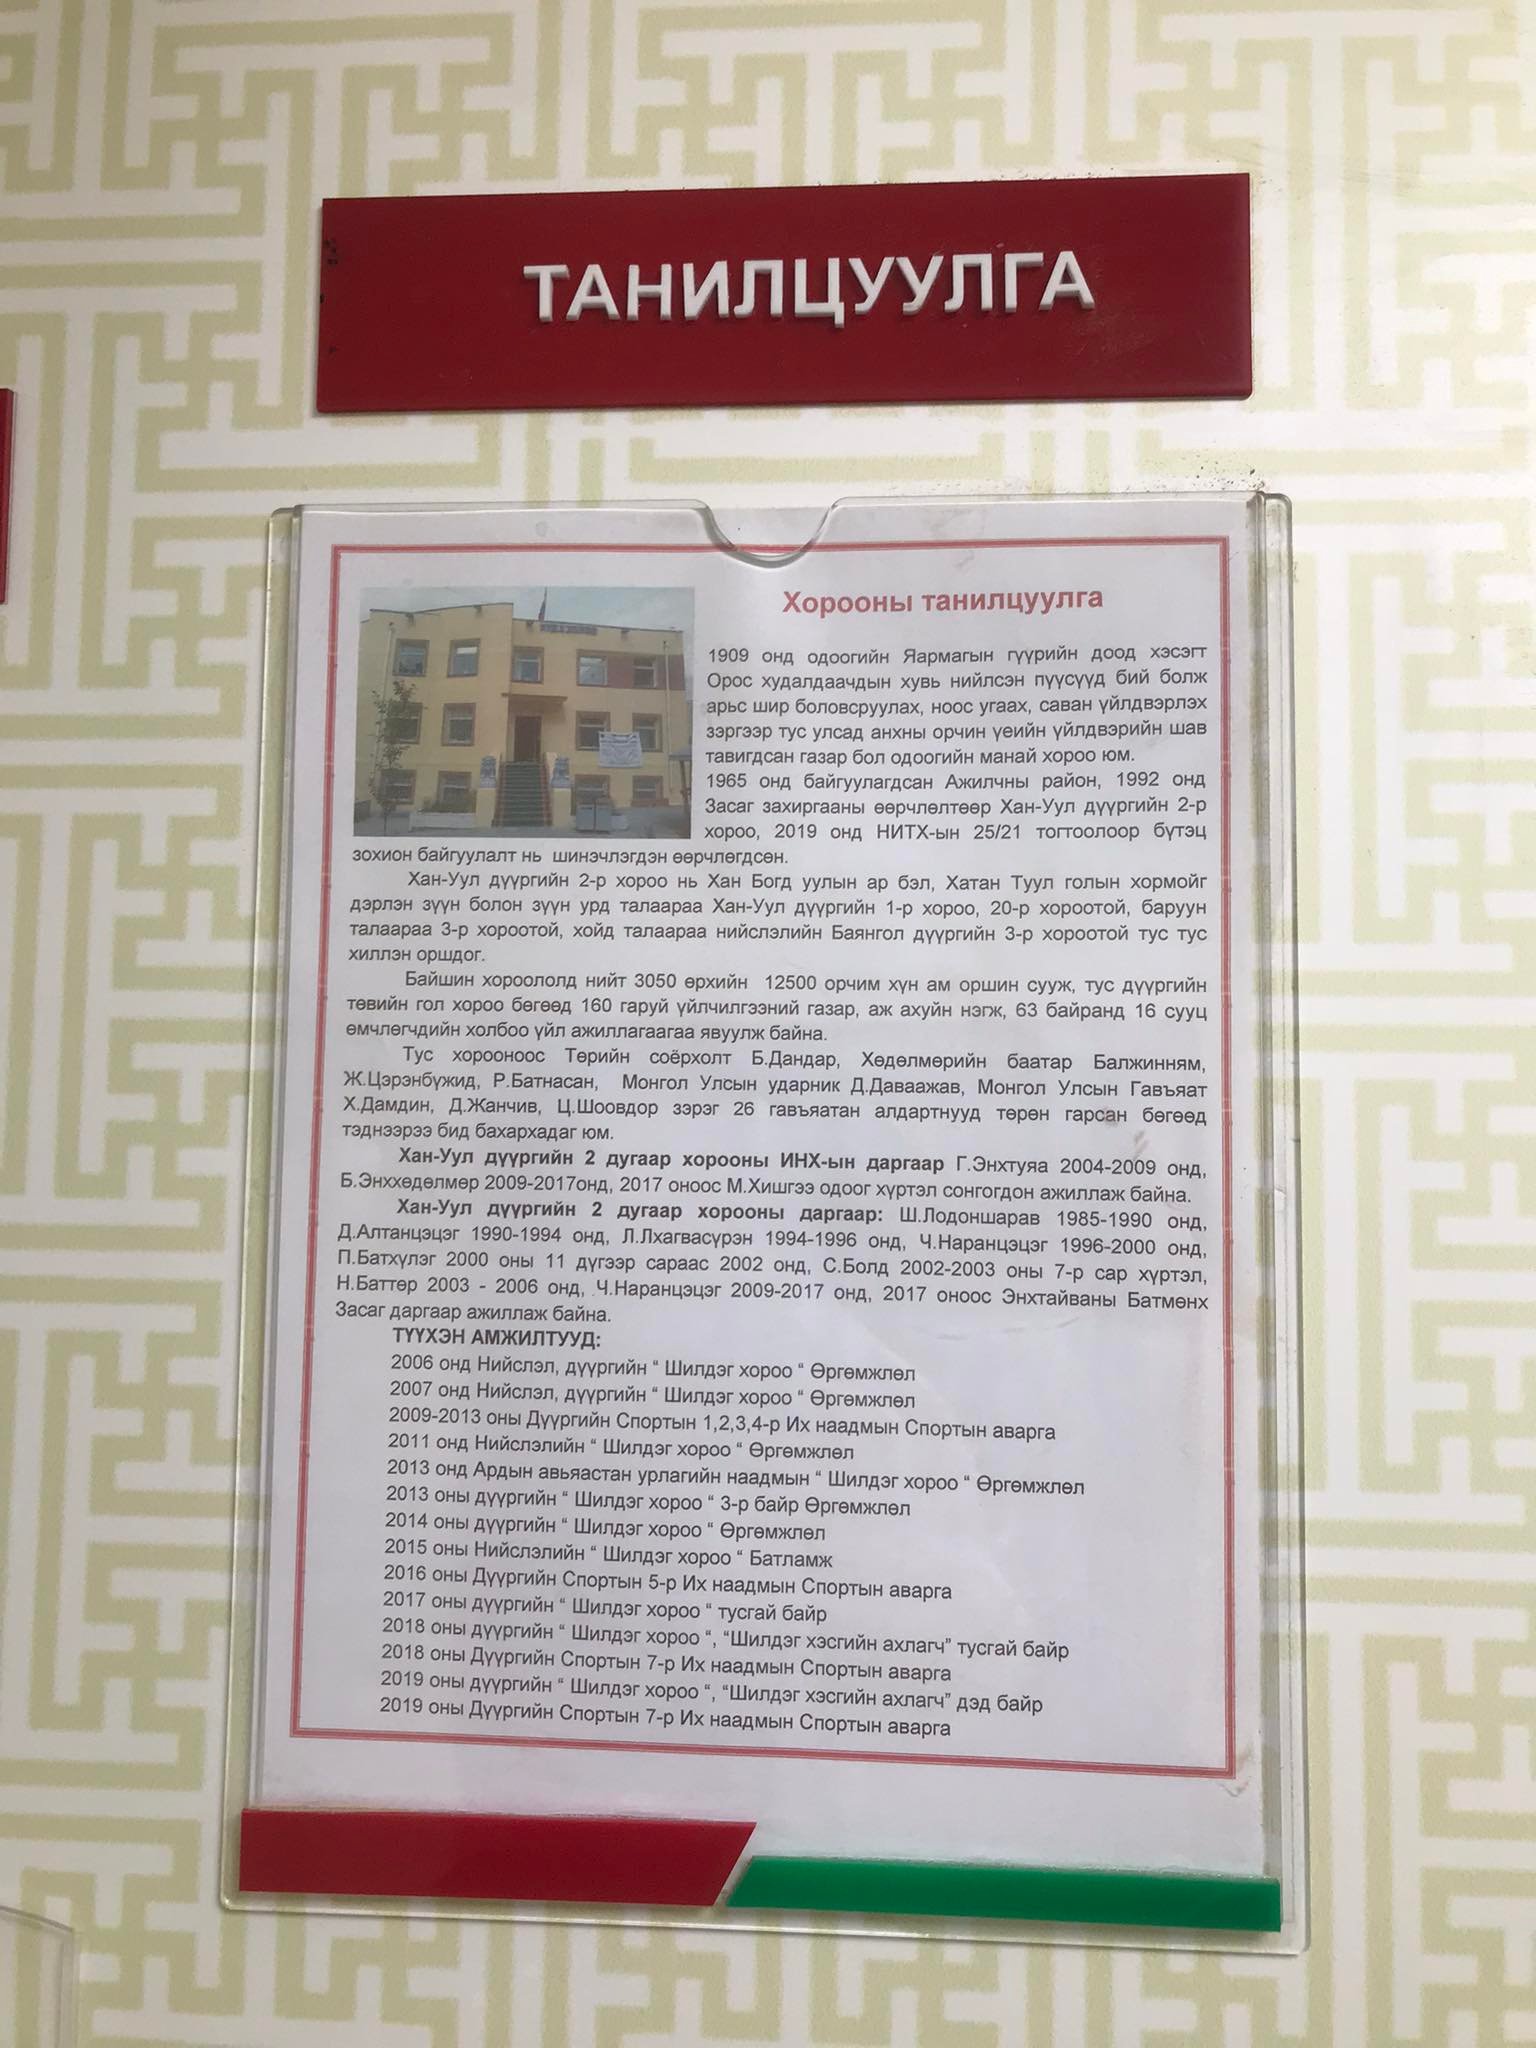 ТАНИЛЦУУЛГА
Хорооны танилцуулга
1909 онд одоогийн Яармагын гүүрийн доод хэсэгт
Орос худалдаачдын хувь нийлсэн пүүсүүд бий болж
арьс шир боловсруулах, ноос угаах, саван үйлдвэрлэх
зэргээр тус улсад анхны орчин үеийн үйлдвэрийн шав
тавигдсан газар бол одоогийн манай хороо юм.
1965 онд байгуулагдсан Ажилчны район, 1992 онд
Засаг захиргааны өөрчлөлтөөр Хан-Уул дүүргийн 2-р
хороо, 2019 онд НИТХ-ын 25/21 тогтоолоор бүтэц
зохион байгуулалт нь шинэчлэгдэн өөрчлөгдсөн.
Хан-Уул дүүргийн 2-р хороо нь Хан Богд уулын ар бэл, Хатан Туул голын хормойг
дэрлэн зүүн болон зүүн урд талаараа Хан-Уул дүүргийн 1-р хороо, 20-р хороотой, баруун
талаараа 3-р хороотой, хойд талаараа нийслэлийн Баянгол дүүргийн 3-р хороотой тус тус
хиллэн оршдог.
Байшин хороололд нийт 3050 өрхийн 12500 орчим хүн ам оршин сууж, тус дүүргийн
төвийн гол хороо бөгөөд 160 гаруй үйлчилгээний газар, аж ахуйн нэгж, 63 байранд 16 сууц
өмчлөгчдийн холбоо үйл ажиллагаагаа явуулж байна.
Тус хорооноос Төрийн соёрхолт Б.Дандар, Хөдөлмөрийн баатар Балжинням,
Ж.Цэрэнбүжид, Р.Батнасан, Монгол Улсын ударник Д.Даваажав, Монгол Улсын Гавъяат
Х.Дамдин, Д.Жанчив, Ц.Шоовдор зэрэг 26 гавъяатан алдартнууд төрөн гарсан бөгөөд
тэднээрээ бид бахархадаг юм.
Хан-Уул дүүргийн 2 дугаар хорооны ИНХ-ын даргаар Г.Энхтуяа 2004-2009 онд,
Б.Энххөдөлмөр 2009-2017онд, 2017 оноос М.Хишгээ одоог хүртэл сонгогдон ажиллаж байна.
Хан-Уул дүүргийн 2 дугаар хорооны даргаар: Ш.Лодоншарав 1985-1990 онд,
Д.Алтанцэцэг 1990-1994 онд, Л.Лхагвасүрэн 1994-1996 онд, Ч.Наранцэцэг 1996-2000 онд,
П.Батхүлэг 2000 оны 11 дүгээр сараас 2002 онд, С.Болд 2002-2003 оны 7-р сар хүртэл,
Н.Баттөр 2003 - 2006 онд, .Ч.Наранцэцэг 2009-2017 онд, 2017 оноос Энхтайваны Батмөнх
Засаг даргаар ажиллаж байна.
ТҮҮХЭН АМЖИЛТУУД:
2006 онд Нийслэл, дүүргийн “ Шилдэг хороо “ Өргөмжлөл
2007 онд Нийслэл, дүүргийн “ Шилдэг хороо “ Өргөмжлөл
2009-2013 оны Дүүргийн Спортын 1,2,3,4-р Их наадмын Спортын аварга
2011 онд Нийслэлийн “ Шилдэг хороо “ Өргөмжлөл
2013 онд Ардын авьяастан урлагийн наадмын “ Шилдэг хороо “ Өргөмжлөл
2013 оны дүүргийн “ Шилдэг хороо “ 3-р байр Өргөмжлөл
2014 оны дүүргийн “ Шилдэг хороо “ Өргөмжлөл
2015 оны Нийслэлийн “ Шилдэг хороо “ Батламж
2016 оны Дүүргийн Спортын 5-р Их наадмын Спортын аварга
2017 оны дүүргийн “ Шилдэг хороо “ тусгай байр
2018 оны дүүргийн “ Шилдэг хороо “, “Шилдэг хэсгийн ахлагч” тусгай байр
2018 оны Дүүргийн Спортын 7-р Их наадмын Спортын аварга
2019 оны дүүргийн “ Шилдэг хороо “, “Шилдэг хэсгийн ахлагч” дэд байр
2019 оны Дүүргийн Спортын 7-р Их наадмын Спортын аварга